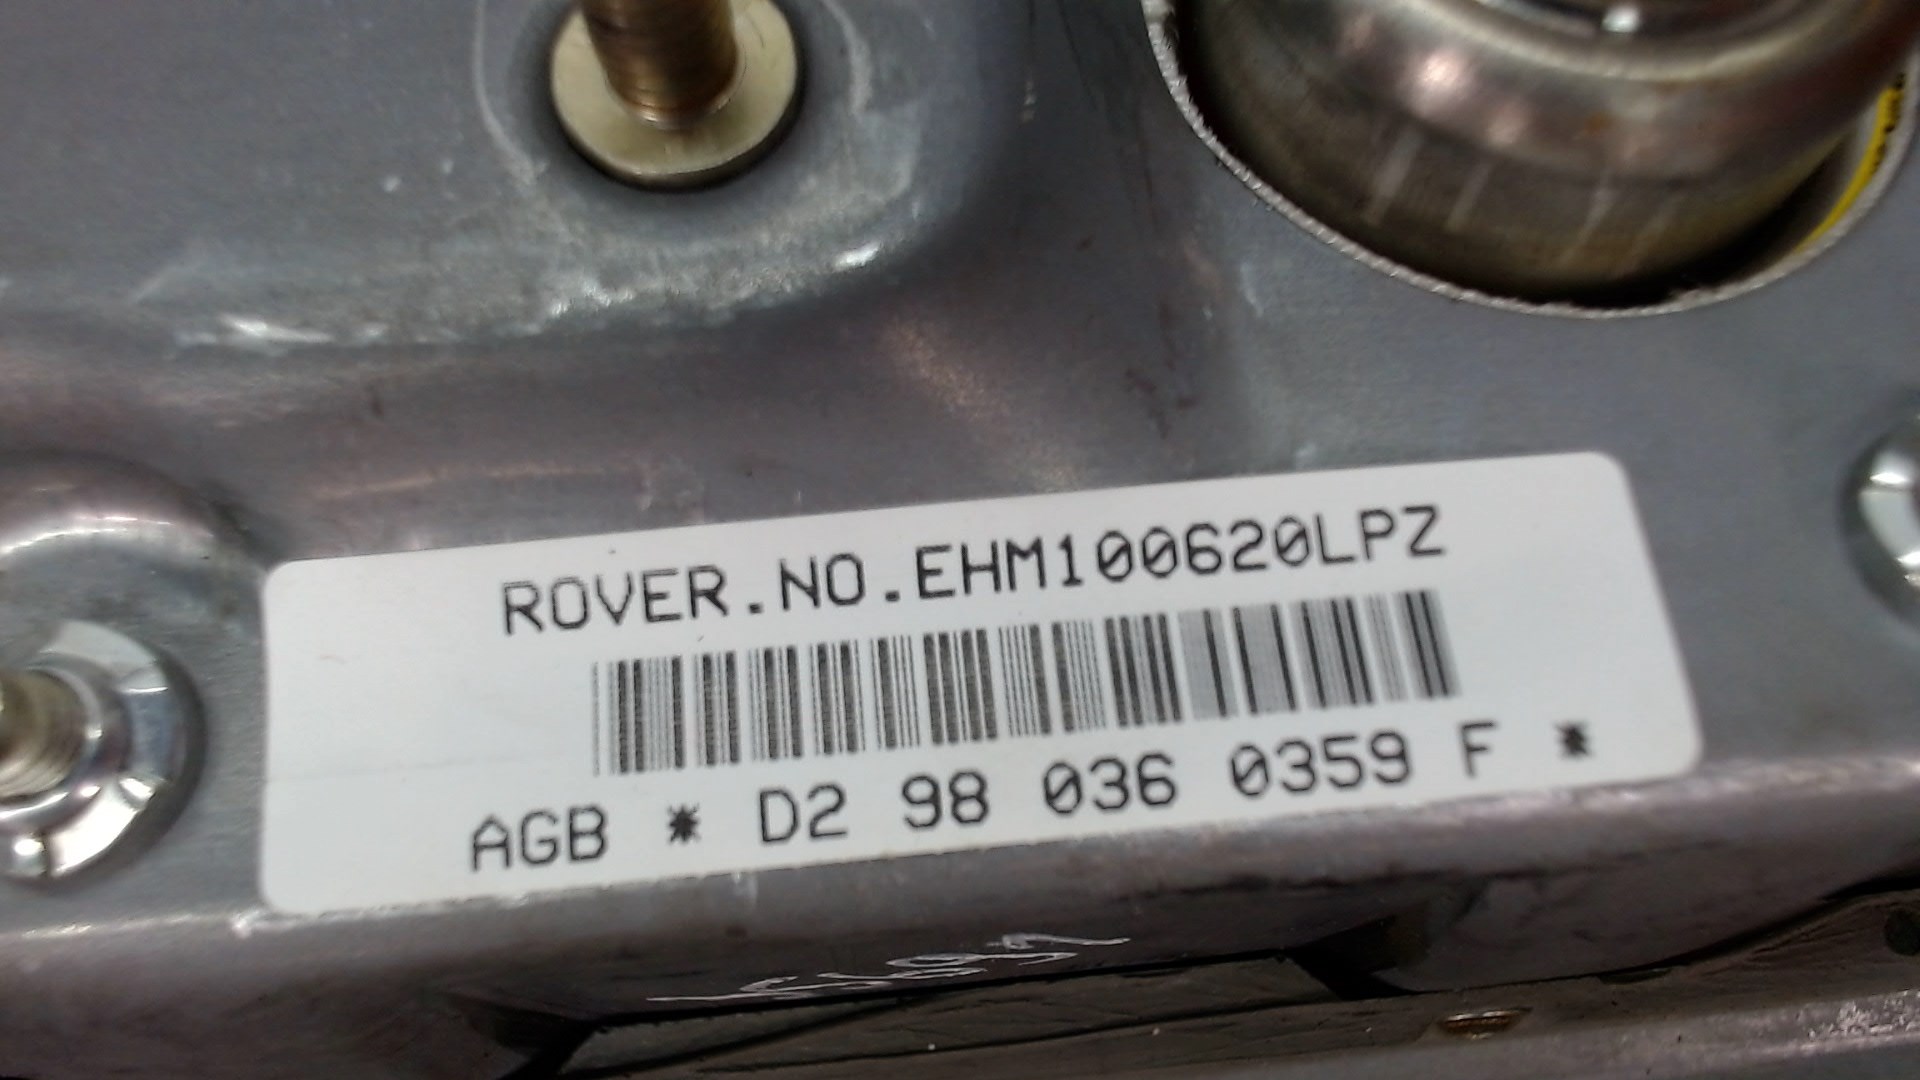 ROVER.NO.EHM100620LPZ
AGB * D2 98 036 0359 F *